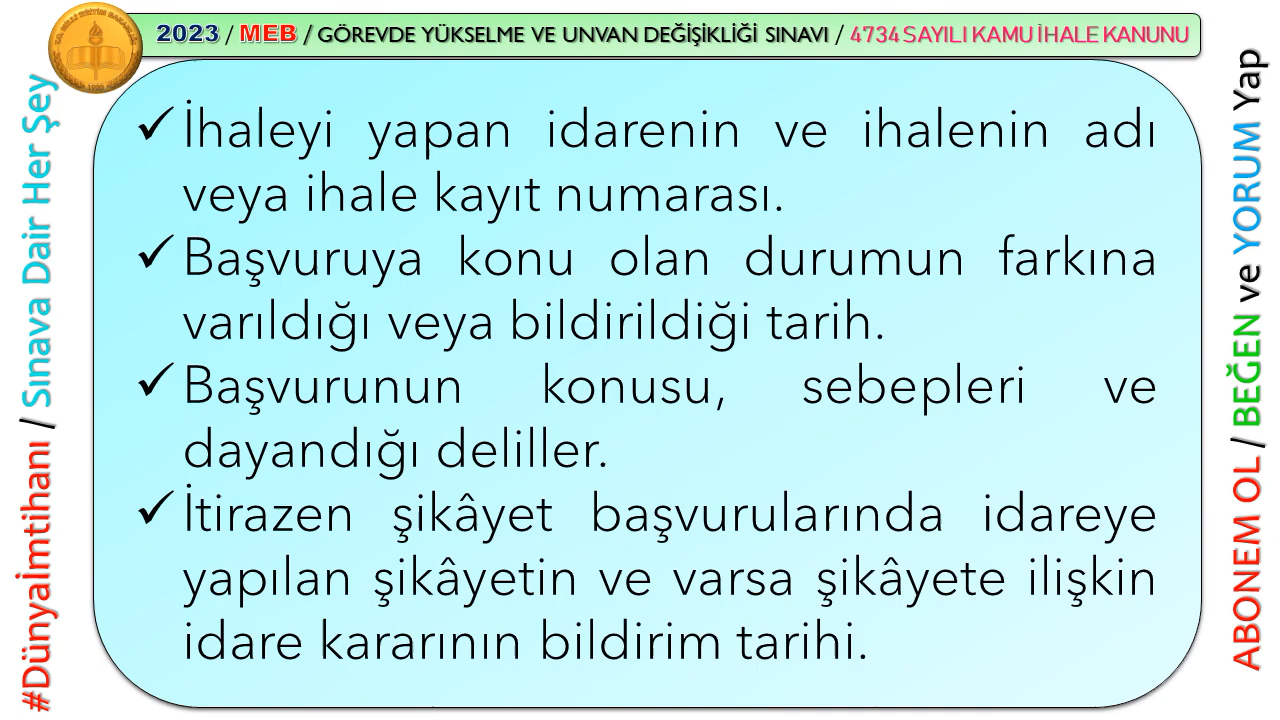 2023 / MEB / GÖREVDE YÜKSELME VE UNVAN DEĞİŞİKLİĞİ SINAVI / 4734 SAYILI KAMU İHALE KANUNU
#Dünyaİmtihanı / Sınava Dair Her Şey
✓ İhaleyi yapan idarenin ve ihalenin adı
veya ihale kayıt numarası.
✓ Başvuruya konu olan durumun farkına
varıldığı veya bildirildiği tarih.
✓ Başvurunun konusu, sebepleri ve
dayandığı deliller.
✓ İtirazen şikâyet başvurularında idareye
yapılan şikâyetin ve varsa şikâyete ilişkin
idare kararının bildirim tarihi.
ABONEM OL / BEĞEN ve YORUM Yap